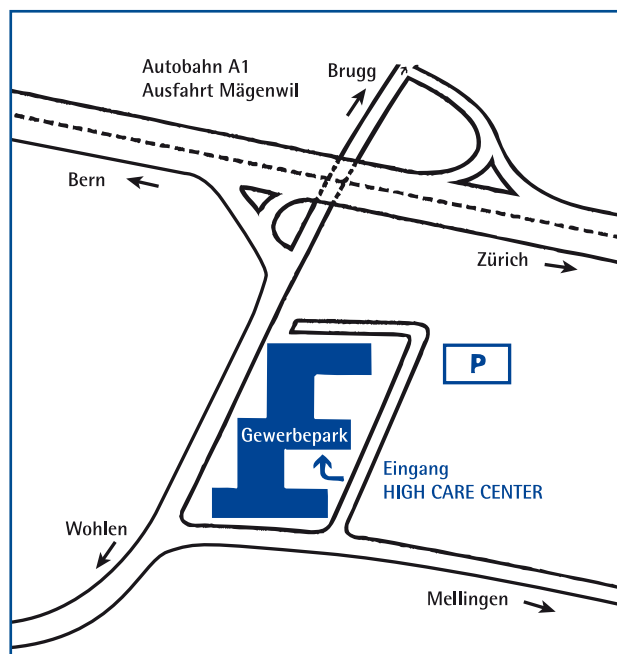 Autobahn A1
Ausfahrt Mägenwil
Brugg
Bern
Zürich
P
Gewerbepark
Eingang
HIGH CARE CENTER
Wohlen
Mellingen